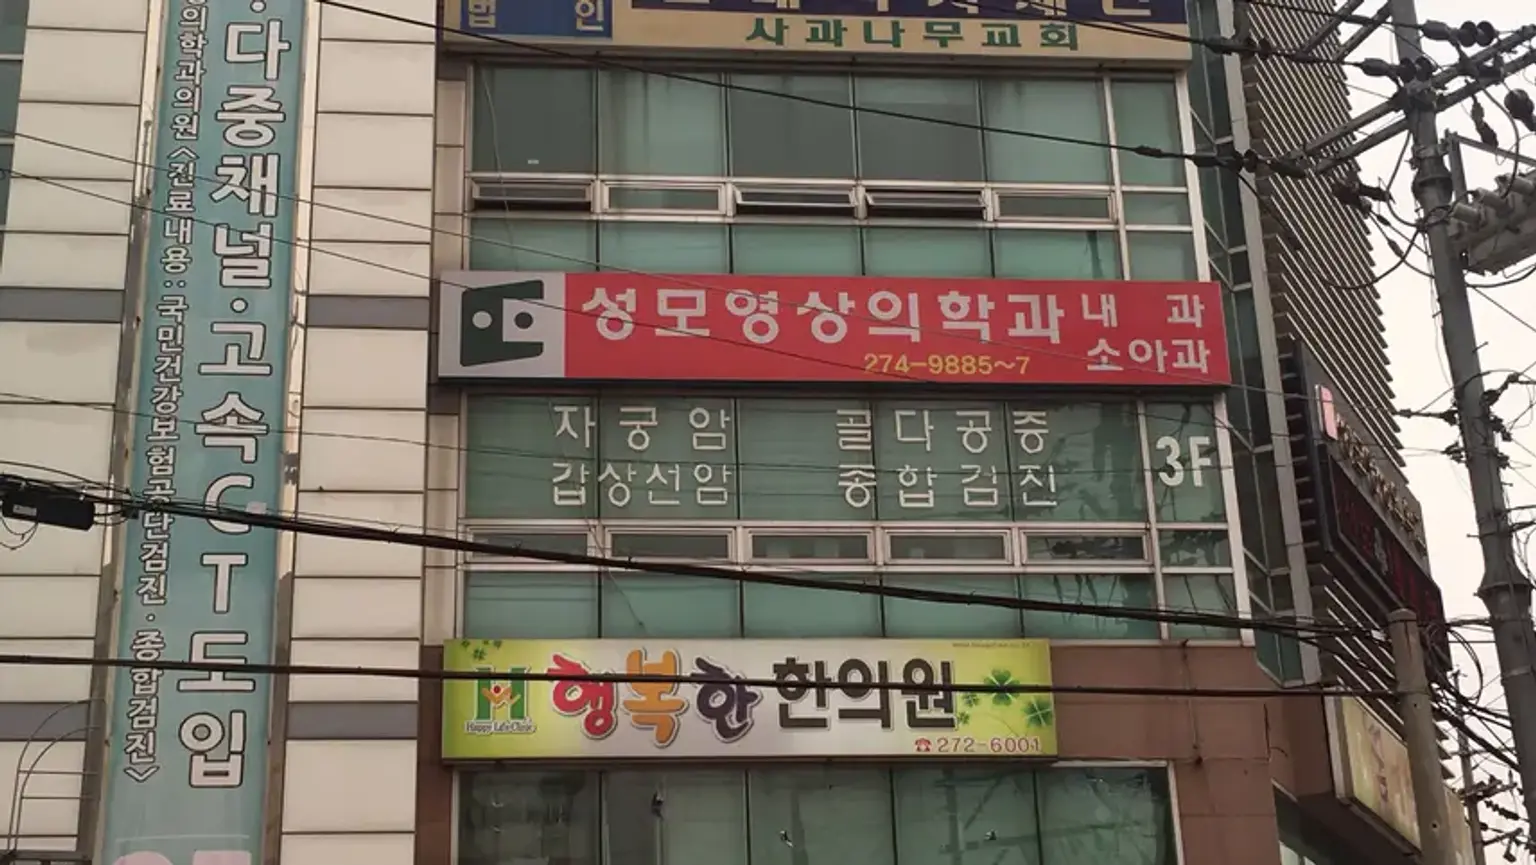 법 인
사과나무교회
·다중채널·고속CT도입
영상의학과의원<진료내용:국민건강보험공단검진·종합검진>
성모영상의학과
내 과
소아과
274-9885~7
자궁암 골다공증
갑상선암 종합검진
3F
행복한 한의원
Happy Life Clinic
☎272-6001